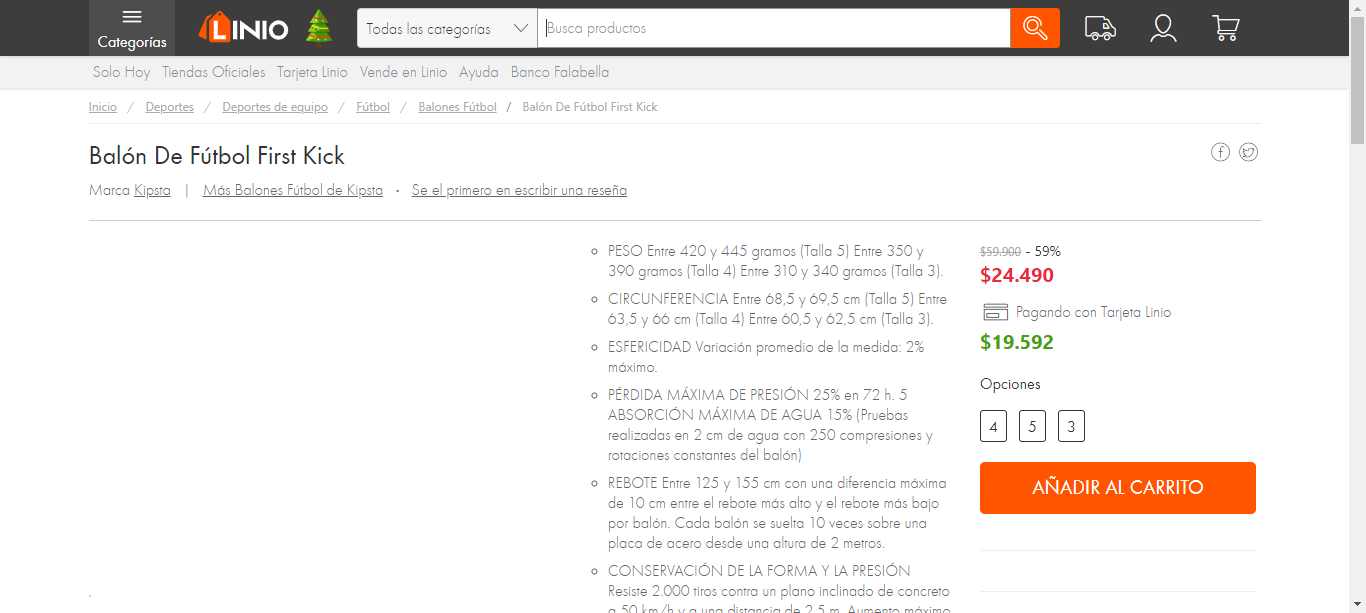 Categorías
LINIO
Todas las categorías
Busca productos
Solo Hoy Tiendas Oficiales Tarjeta Linio Vende en Linio Ayuda Banco Falabella
Inicio / Deportes / Deportes de equipo / Fútbol / Balones Fútbol / Balón De Fútbol First Kick
Balón De Fútbol First Kick
Marca Kipsta | Más Balones Fútbol de Kipsta · Se el primero en escribir una reseña
PESO Entre 420 y 445 gramos (Talla 5) Entre 350 y
390 gramos (Talla 4) Entre 310 y 340 gramos (Talla 3).
CIRCUNFERENCIA Entre 68,5 y 69,5 cm (Talla 5) Entre
63,5 y 66 cm (Talla 4) Entre 60,5 y 62,5 cm (Talla 3).
ESFERICIDAD Variación promedio de la medida: 2%
máximo.
PÉRDIDA MÁXIMA DE PRESIÓN 25% en 72 h. 5
ABSORCIÓN MÁXIMA DE AGUA 15% (Pruebas
realizadas en 2 cm de agua con 250 compresiones y
rotaciones constantes del balón)
REBOTE Entre 125 y 155 cm con una diferencia máxima
de 10 cm entre el rebote más alto y el rebote más bajo
por balón. Cada balón se suelta 10 veces sobre una
placa de acero desde una altura de 2 metros.
CONSERVACIÓN DE LA FORMA Y LA PRESIÓN
Resiste 2.000 tiros contra un plano inclinado de concreto
a 50 km/h y a una distancia de 2,5 m. Aumento máximo
$59.900 - 59%
$24.490
Pagando con Tarjeta Linio
$19.592
Opciones
4 5 3
AÑADIR AL CARRITO